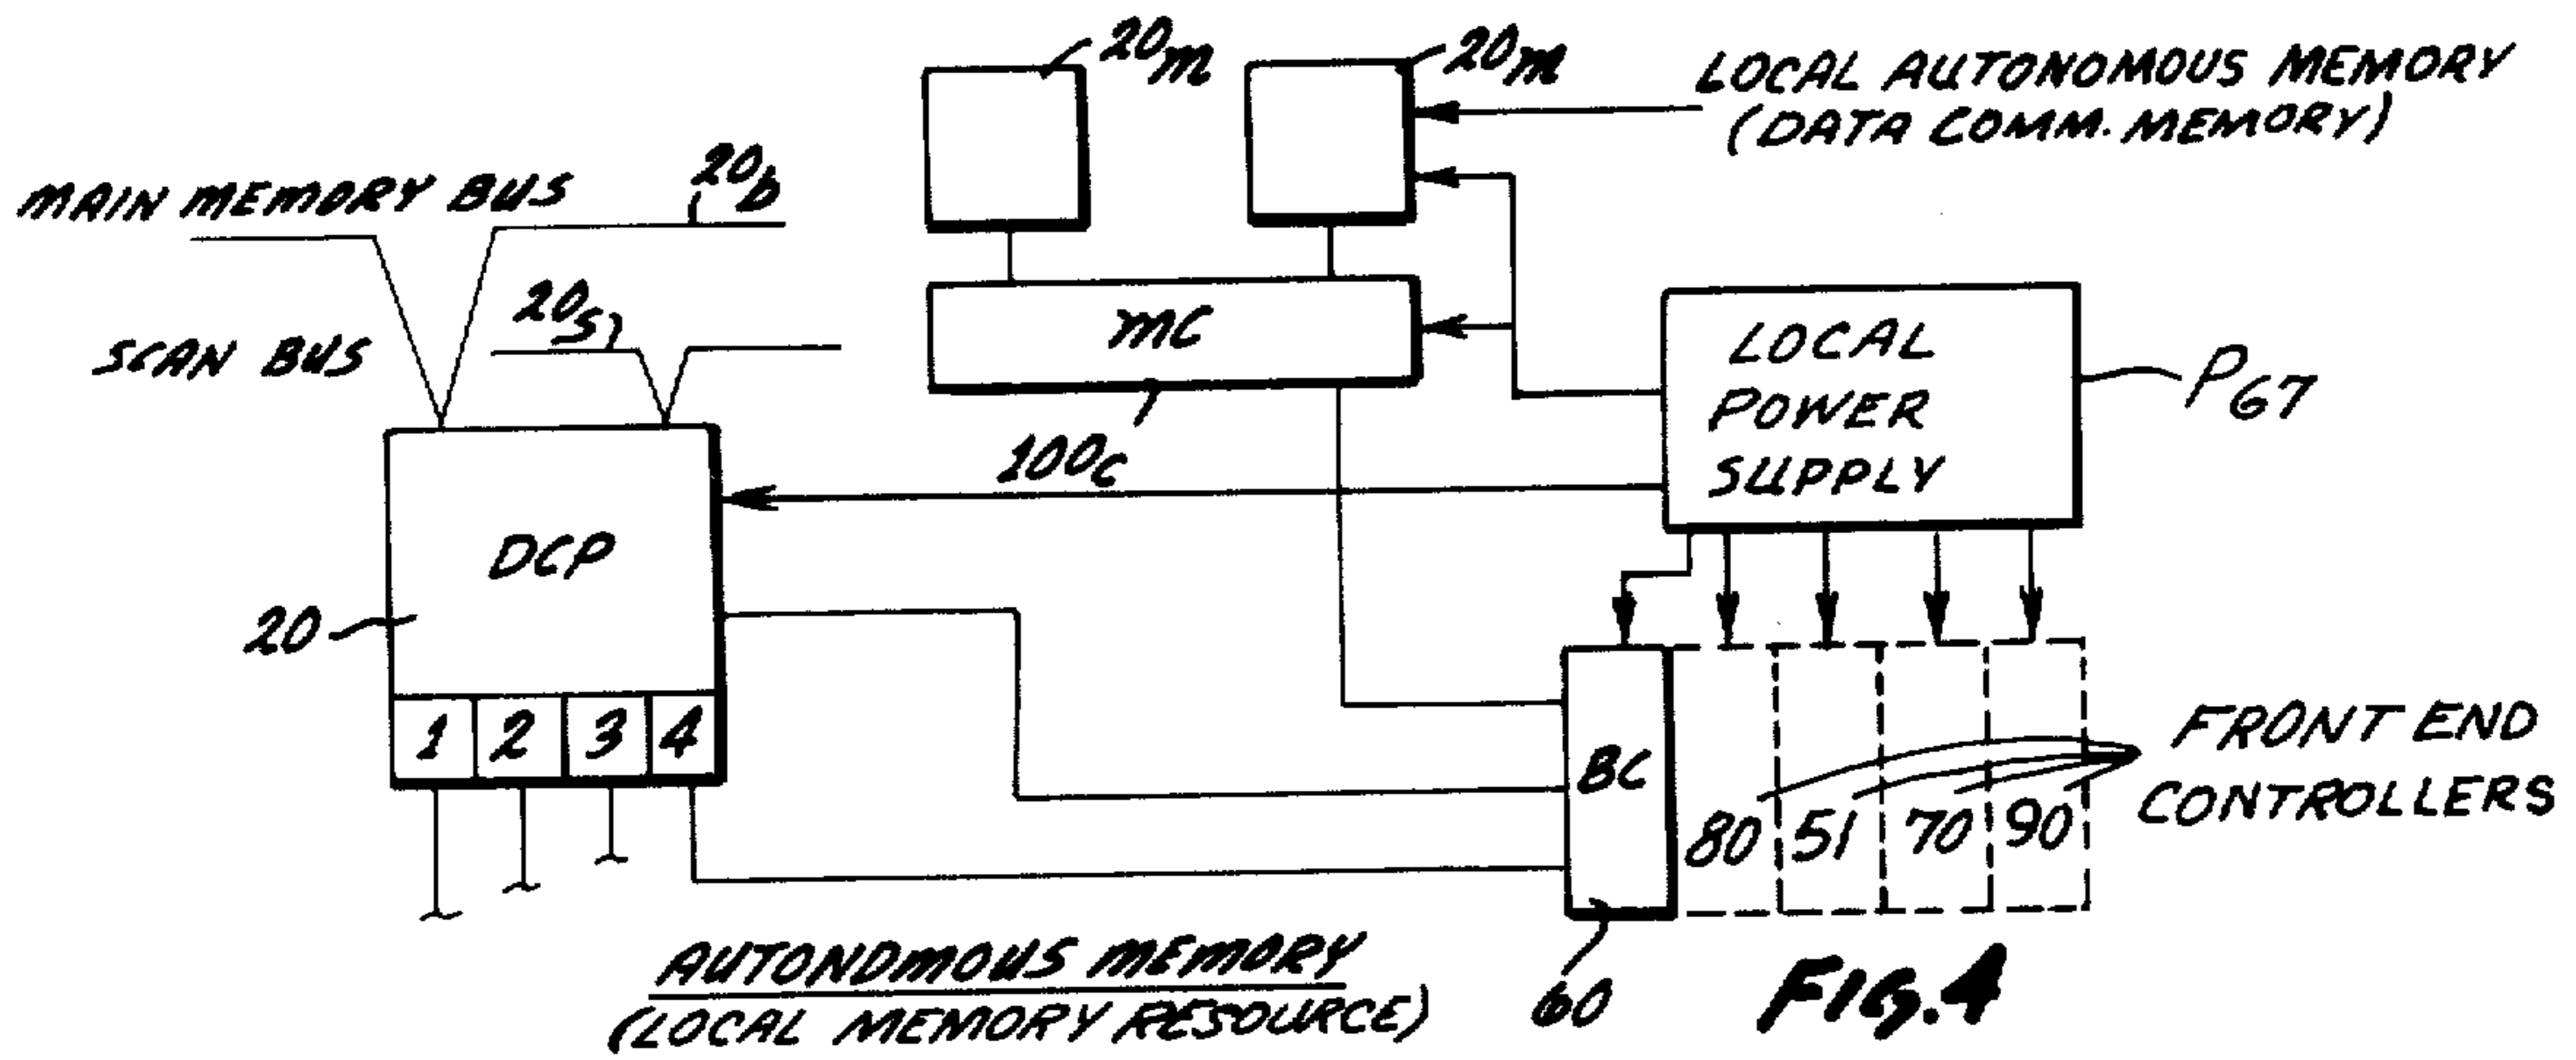 20m
20m
LOCAL AUTONOMOUS MEMORY
(DATA COMM. MEMORY)
MAIN MEMORY BUS
20b
SCAN BUS
20s
MC
100c
LOCAL
POWER
SUPPLY
P67
DCP
20
1 2 3 4
BC
80 51 70 90
FRONT END
CONTROLLERS
60
AUTONOMOUS MEMORY
(LOCAL MEMORY RESOURCE)
FIG. 4